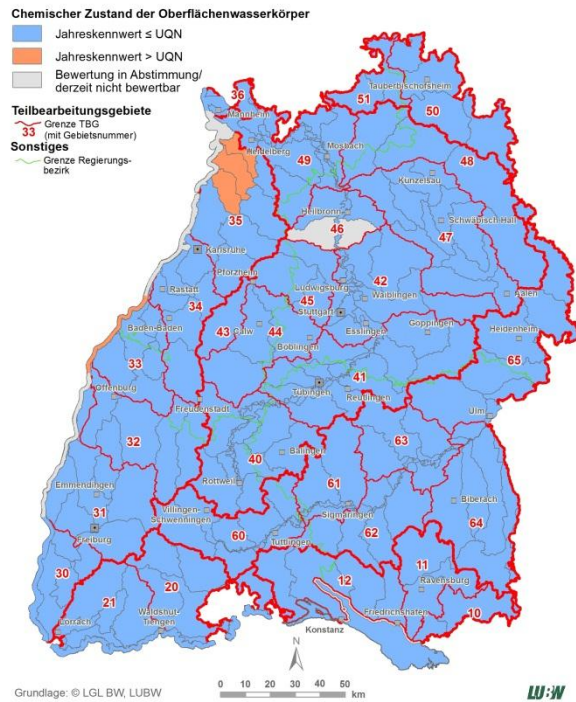 Chemischer Zustand der Oberflächenwasserkörper
Jahreskennwert ≤ UQN
Jahreskennwert > UQN
Bewertung in Abstimmung/
derzeit nicht bewertbar
Teilbearbeitungsgebiete
33 Grenze TBG
(mit Gebietsnummer)
Sonstiges
Grenze Regierungs-
bezirk
36
Mannheim
51
Tauberbischofsheim
50
Heidelberg
49
Mosbach
48
Künzelsau
35
Heilbronn
46
Schwäbisch Hall
47
Karlsruhe
Pforzheim
Rastatt
34
Ludwigsburg
45
42
Waiblingen
Aalen
Stuttgart
Baden-Baden
43
Calw
44
Esslingen
Göppingen
Heidenheim
Böblingen
65
33
Offenburg
41
Tübingen
Reutlingen
Freudenstadt
Ulm
32
40
Balingen
63
Rottweil
61
Emmendingen
Biberach
31
Villingen-
Schwenningen
Sigmaringen
64
Freiburg
60
Tuttlingen
62
30
12
11
20
Ravensburg
21
Lörrach
Waldshut-
Tiengen
10
Friedrichshafen
Konstanz
N
0 10 20 30 40 50
km
Grundlage: © LGL BW, LUBW
LUBW